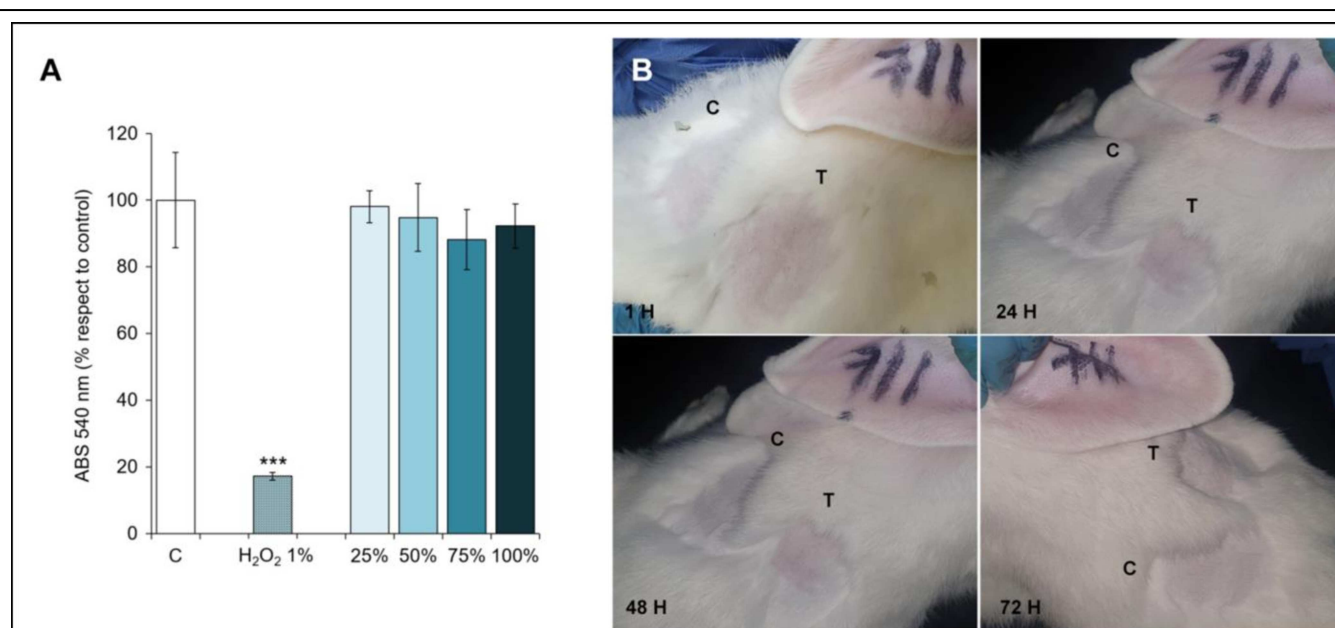 A
ABS 540 nm (% respect to control)
120
100
80
60
40
20
0
***
C
H₂O₂ 1%
25%
50%
75%
100%
B
C
T
1 H
C
T
24 H
C
T
48 H
T
C
72 H